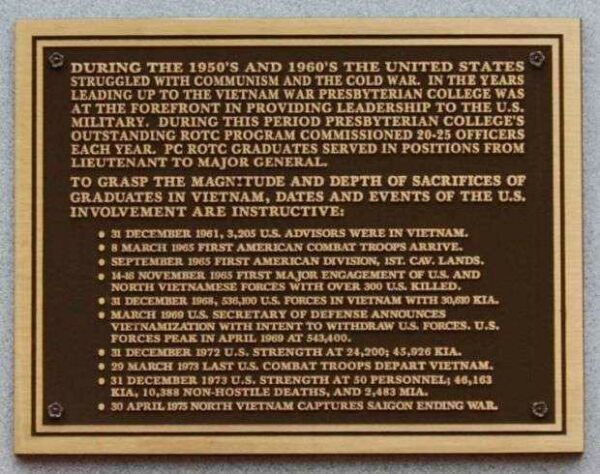 DURING THE 1950'S AND 1960'S THE UNITED STATES
STRUGGLED WITH COMMUNISM AND THE COLD WAR. IN THE YEARS
LEADING UP TO THE VIETNAM WAR PRESBYTERIAN COLLEGE WAS
AT THE FOREFRONT IN PROVIDING LEADERSHIP TO THE U.S.
MILITARY. DURING THIS PERIOD PRESBYTERIAN COLLEGE'S
OUTSTANDING ROTC PROGRAM COMMISSIONED 20-25 OFFICERS
EACH YEAR. PC ROTC GRADUATES SERVED IN POSITIONS FROM
LIEUTENANT TO MAJOR GENERAL.
TO GRASP THE MAGNITUDE AND DEPTH OF SACRIFICES OF
GRADUATES IN VIETNAM, DATES AND EVENTS OF THE U.S.
INVOLVEMENT ARE INSTRUCTIVE:
• 31 DECEMBER 1961, 3,205 U.S. ADVISORS WERE IN VIETNAM.
• 8 MARCH 1965 FIRST AMERICAN COMBAT TROOPS ARRIVE.
• SEPTEMBER 1965 FIRST AMERICAN DIVISION, 1ST. CAV. LANDS.
• 14-16 NOVEMBER 1965 FIRST MAJOR ENGAGEMENT OF U.S. AND
NORTH VIETNAMESE FORCES WITH OVER 300 U.S. KILLED.
• 31 DECEMBER 1968, 536,100 U.S. FORCES IN VIETNAM WITH 30,610 KIA.
• MARCH 1969 U.S. SECRETARY OF DEFENSE ANNOUNCES
VIETNAMIZATION WITH INTENT TO WITHDRAW U.S. FORCES. U.S.
FORCES PEAK IN APRIL 1969 AT 543,400.
• 31 DECEMBER 1972 U.S. STRENGTH AT 24,200; 45,926 KIA.
• 29 MARCH 1973 LAST U.S. COMBAT TROOPS DEPART VIETNAM.
• 31 DECEMBER 1973 U.S. STRENGTH AT 50 PERSONNEL; 46,163
KIA, 10,388 NON-HOSTILE DEATHS, AND 2,483 MIA.
• 30 APRIL 1975 NORTH VIETNAM CAPTURES SAIGON ENDING WAR.